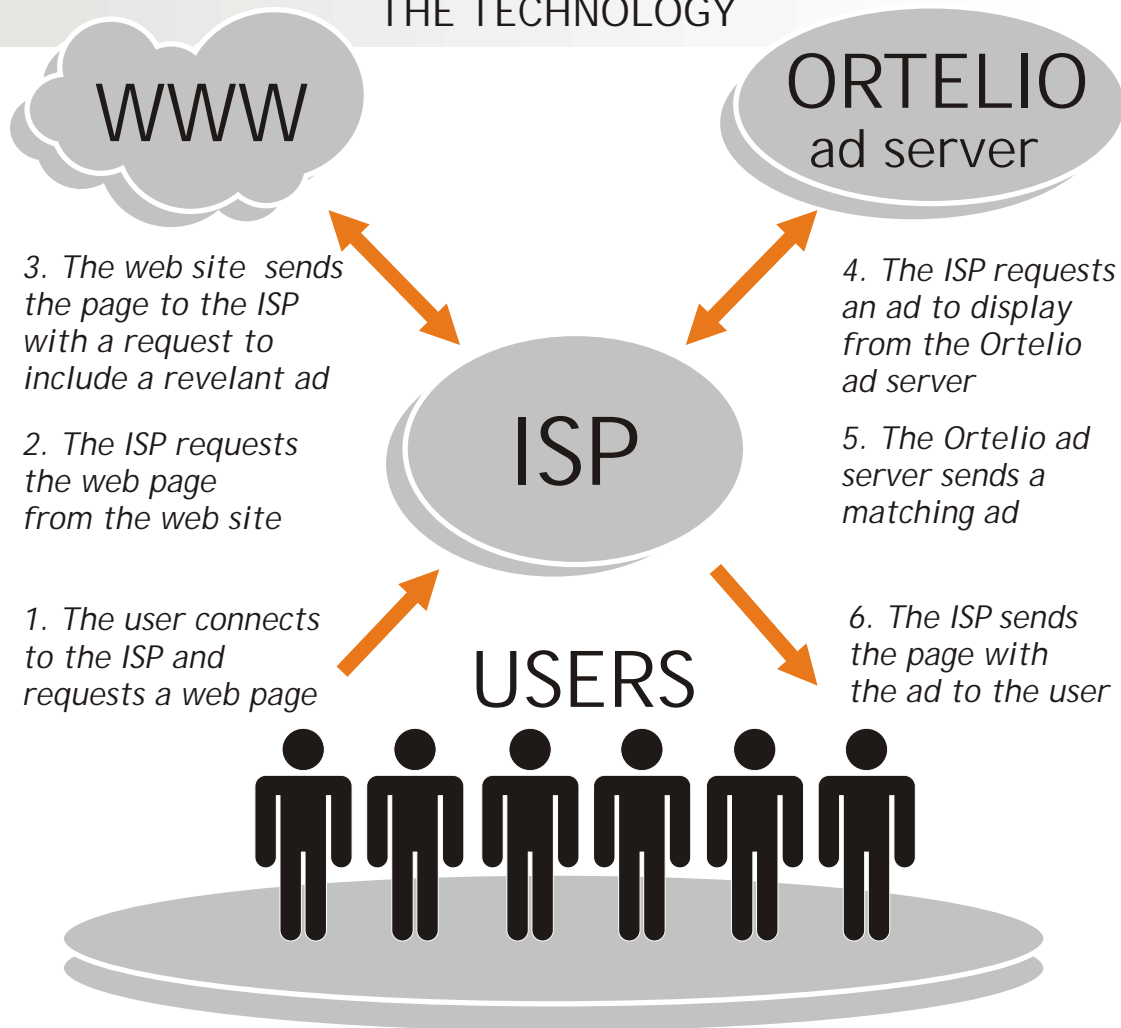 THE TECHNOLOGY
WWW
ORTELIO
ad server
3. The web site sends
the page to the ISP
with a request to
include a revelant ad
4. The ISP requests
an ad to display
from the Ortelio
ad server
ISP
2. The ISP requests
the web page
from the web site
5. The Ortelio ad
server sends a
matching ad
1. The user connects
to the ISP and
requests a web page
6. The ISP sends
the page with
the ad to the user
USERS